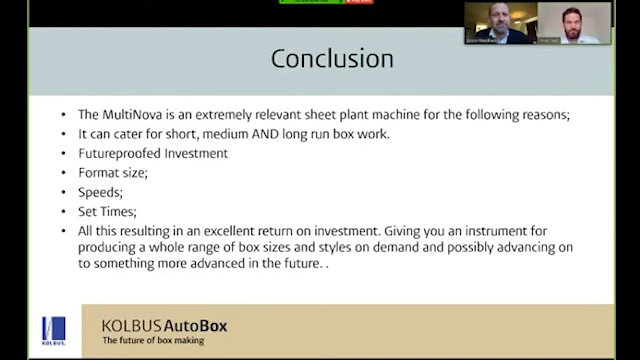 Conclusion
• The MultiNova is an extremely relevant sheet plant machine for the following reasons;
• It can cater for short, medium AND long run box work.
• Futureproofed Investment
• Format size;
• Speeds;
• Set Times;
• All this resulting in an excellent return on investment. Giving you an instrument for
producing a whole range of box sizes and styles on demand and possibly advancing on
to something more advanced in the future. .
KOLBUS AutoBox
The future of box making
KOLBUS